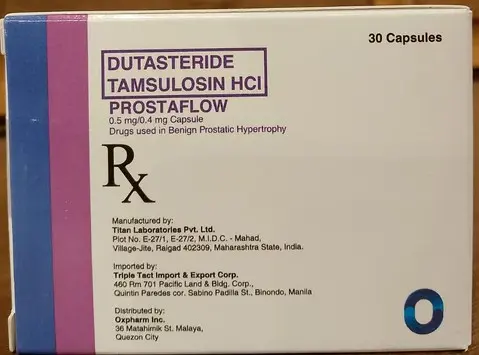 30 Capsules
DUTASTERIDE
TAMSULOSIN HCl
PROSTAFLOW
0.5 mg/0.4 mg Capsule
Drugs used in Benign Prostatic Hypertrophy
Rx
Manufactured by:
Titan Laboratories Pvt. Ltd.
Plot No. E-27/1, E-27/2, M.I.D.C. - Mahad,
Village-Jite, Raigad 402309, Maharashtra State, India.
Imported by:
Triple Tact Import & Export Corp.
460 Rm 701 Pacific Land & Bldg. Corp.,
Quintin Paredes cor. Sabino Padilla St., Binondo, Manila
Distributed by:
Oxpharm Inc.
36 Matahimik St. Malaya,
Quezon City